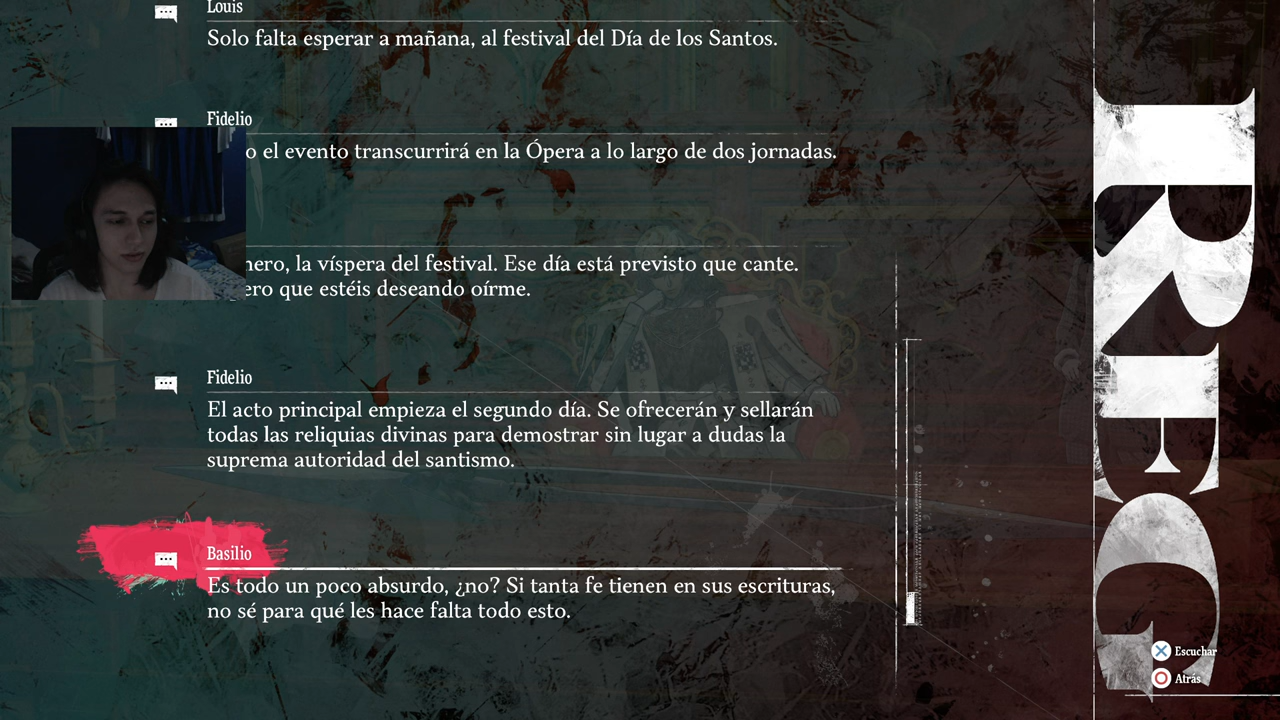 Louis
Solo falta esperar a mañana, al festival del Día de los Santos.
Fidelio
el evento transcurrirá en la Ópera a lo largo de dos jornadas.
la víspera del festival. Ese día está previsto que cante.
que estéis deseando oírme.
Fidelio
El acto principal empieza el segundo día. Se ofrecerán y sellarán
todas las reliquias divinas para demostrar sin lugar a dudas la
suprema autoridad del santismo.
Basilio
Es todo un poco absurdo, ¿no? Si tanta fe tienen en sus escrituras,
no sé para qué les hace falta todo esto.
REG
Escuchar
Atrás